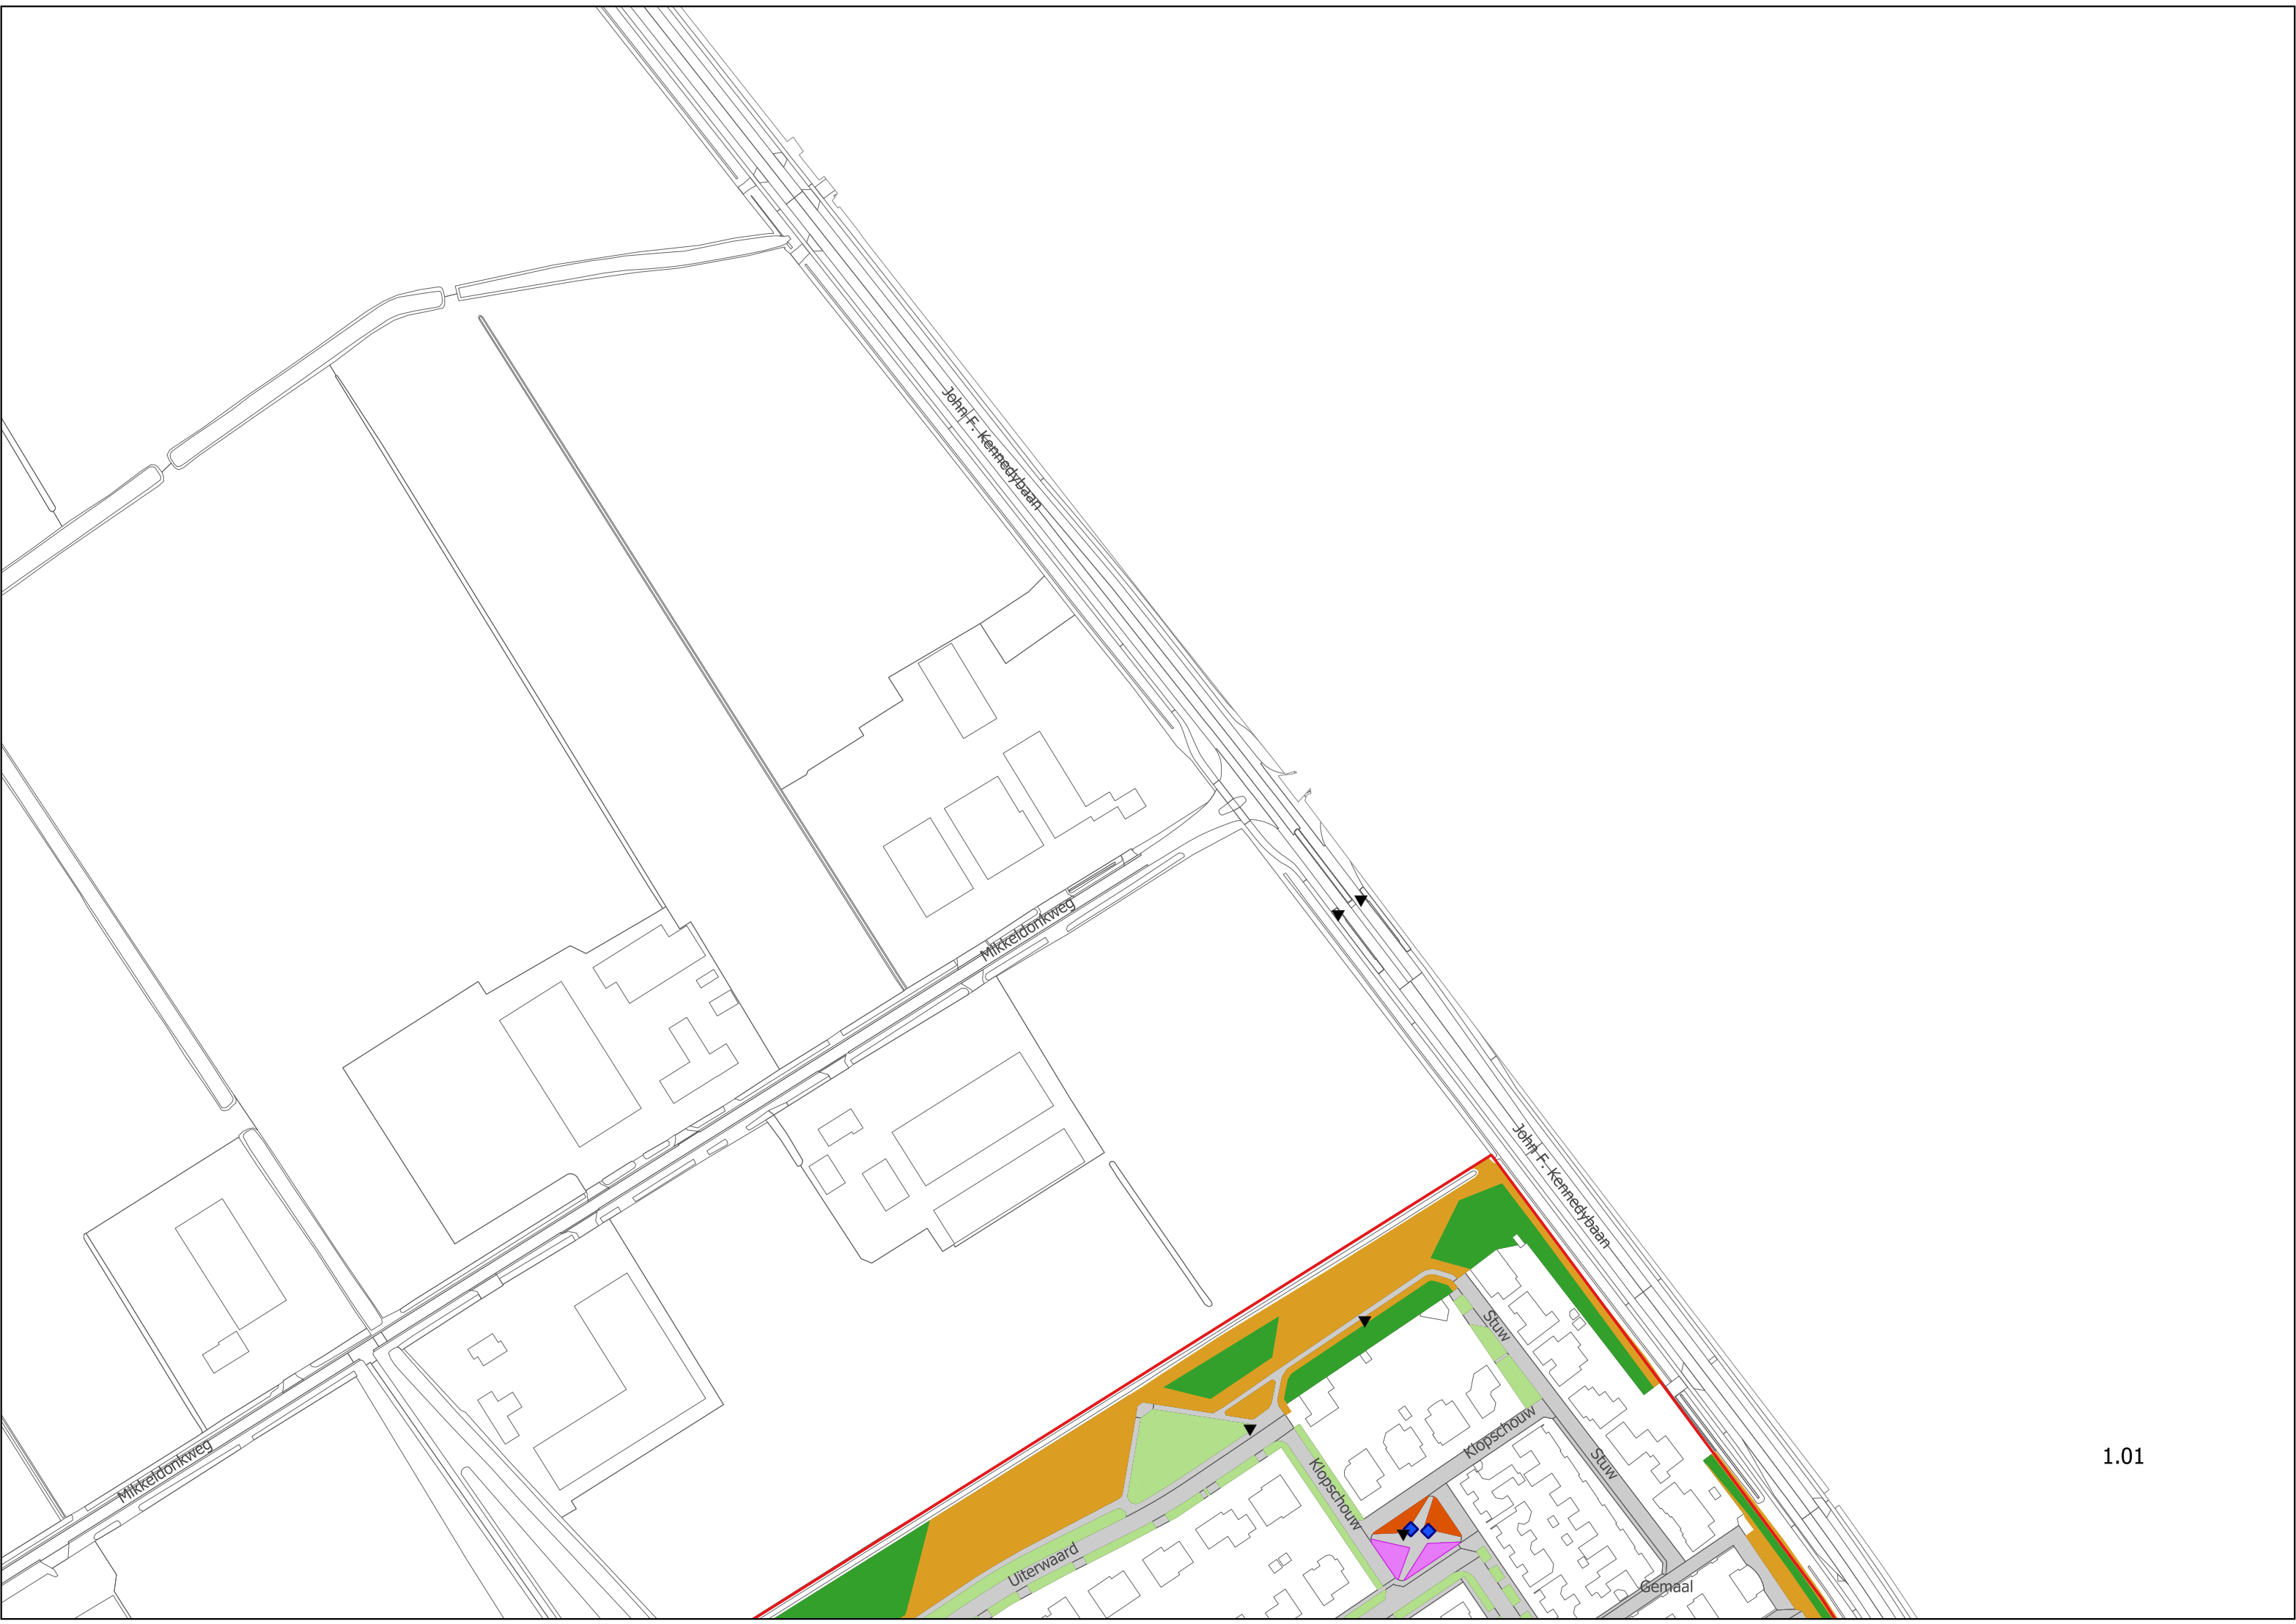 John F. Kennedybaan
Mikkeldonkweg
John F. Kennedybaan
Stuw
Klopschouw
Stuw
1.01
Mikkeldonkweg
Klopschouw
Uiterwaard
Gemaal